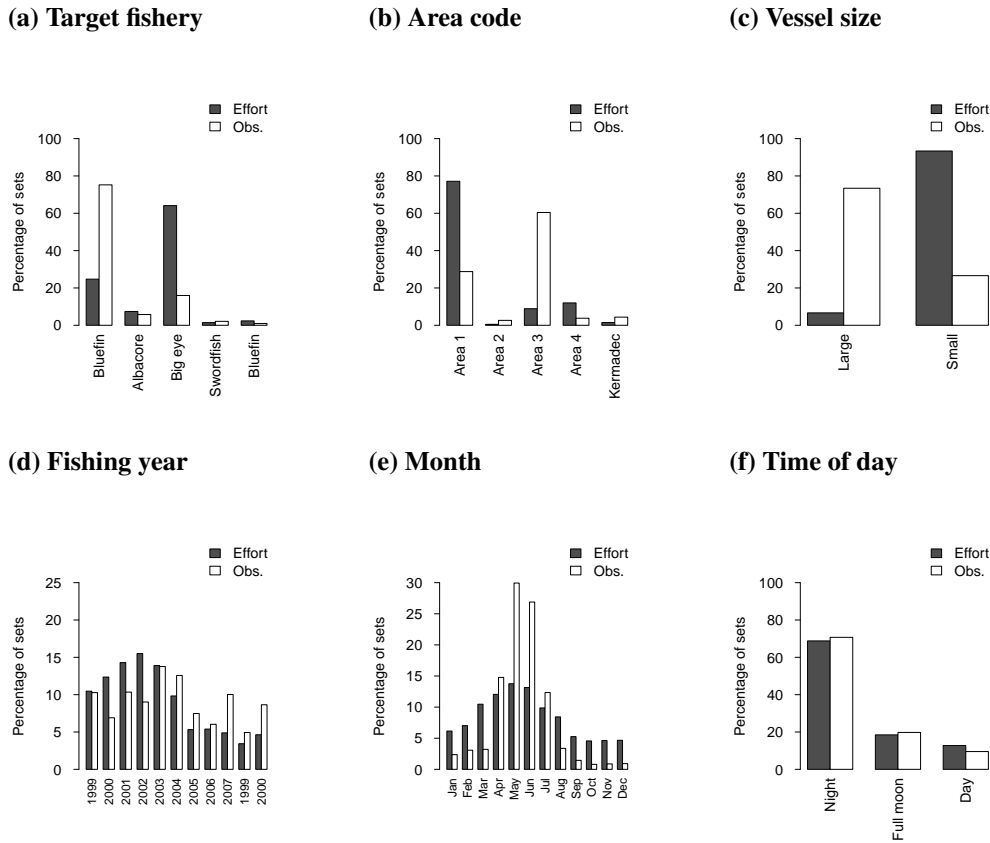 (a) Target fishery
Effort
Obs.
Percentage of sets
100
80
60
40
20
0
Bluefin
Albacore
Big eye
Swordfish
Bluefin
(b) Area code
Effort
Obs.
Percentage of sets
100
80
60
40
20
0
Area 1
Area 2
Area 3
Area 4
Kermadec
(c) Vessel size
Effort
Obs.
Percentage of sets
100
80
60
40
20
0
Large
Small
(d) Fishing year
Effort
Obs.
Percentage of sets
25
20
15
10
5
0
1999
2000
2001
2002
2003
2004
2005
2006
2007
1999
2000
(e) Month
Effort
Obs.
Percentage of sets
30
25
20
15
10
5
0
Jan
Feb
Mar
Apr
May
Jun
Jul
Aug
Sep
Oct
Nov
Dec
(f) Time of day
Effort
Obs.
Percentage of sets
100
80
60
40
20
0
Night
Full moon
Day